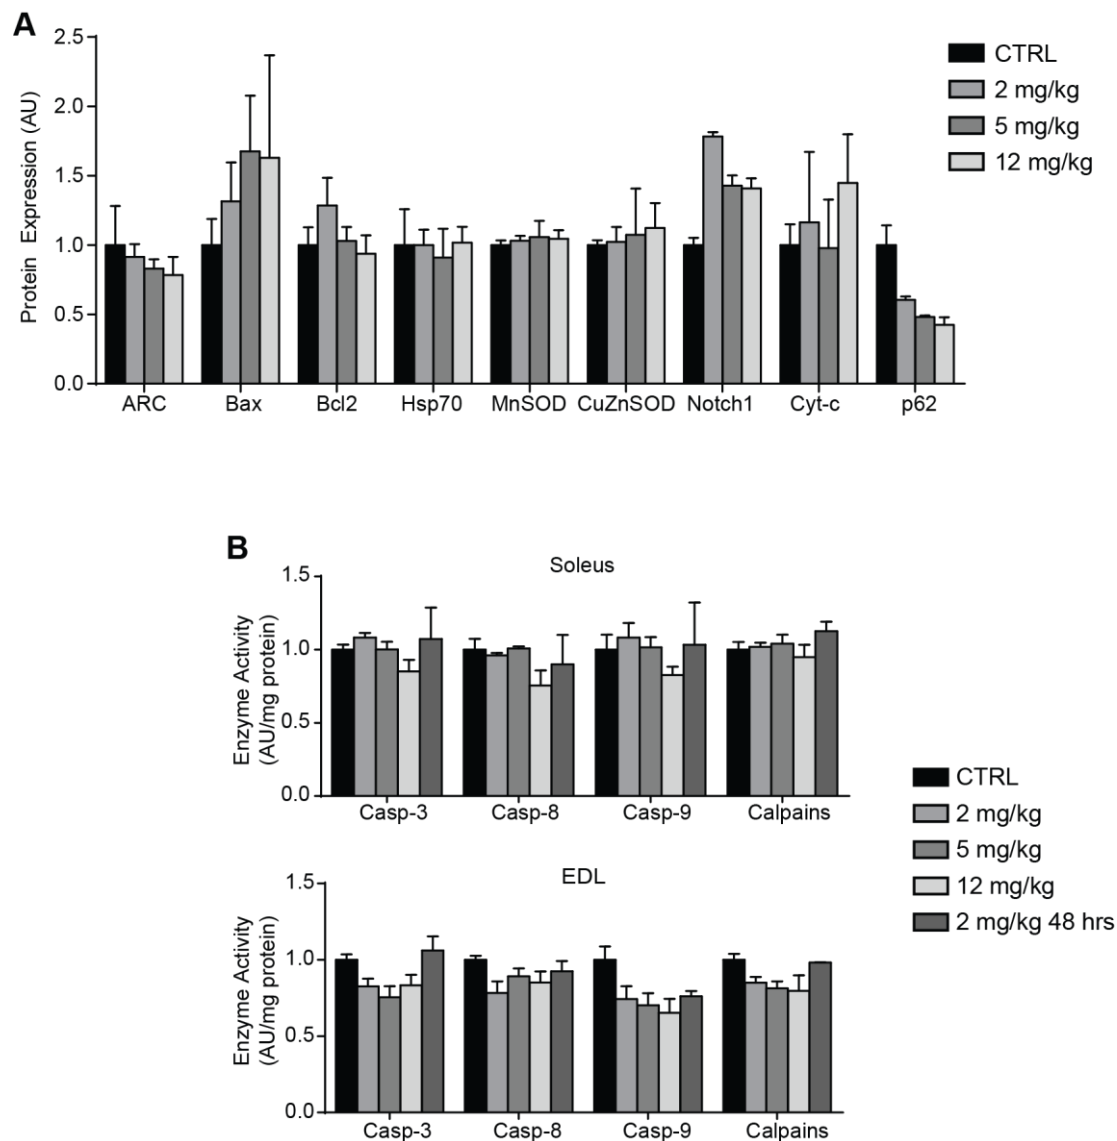 A
2.5
2.0
1.5
1.0
0.5
0.0
Protein Expression (AU)
ARC Bax Bcl2 Hsp70 MnSOD CuZnSOD Notch1 Cyt-c p62
CTRL
2 mg/kg
5 mg/kg
12 mg/kg
B
Soleus
1.5
1.0
0.5
0.0
Enzyme Activity
(AU/mg protein)
Casp-3 Casp-8 Casp-9 Calpains
CTRL
2 mg/kg
5 mg/kg
12 mg/kg
2 mg/kg 48 hrs
EDL
1.5
1.0
0.5
0.0
Enzyme Activity
(AU/mg protein)
Casp-3 Casp-8 Casp-9 Calpains